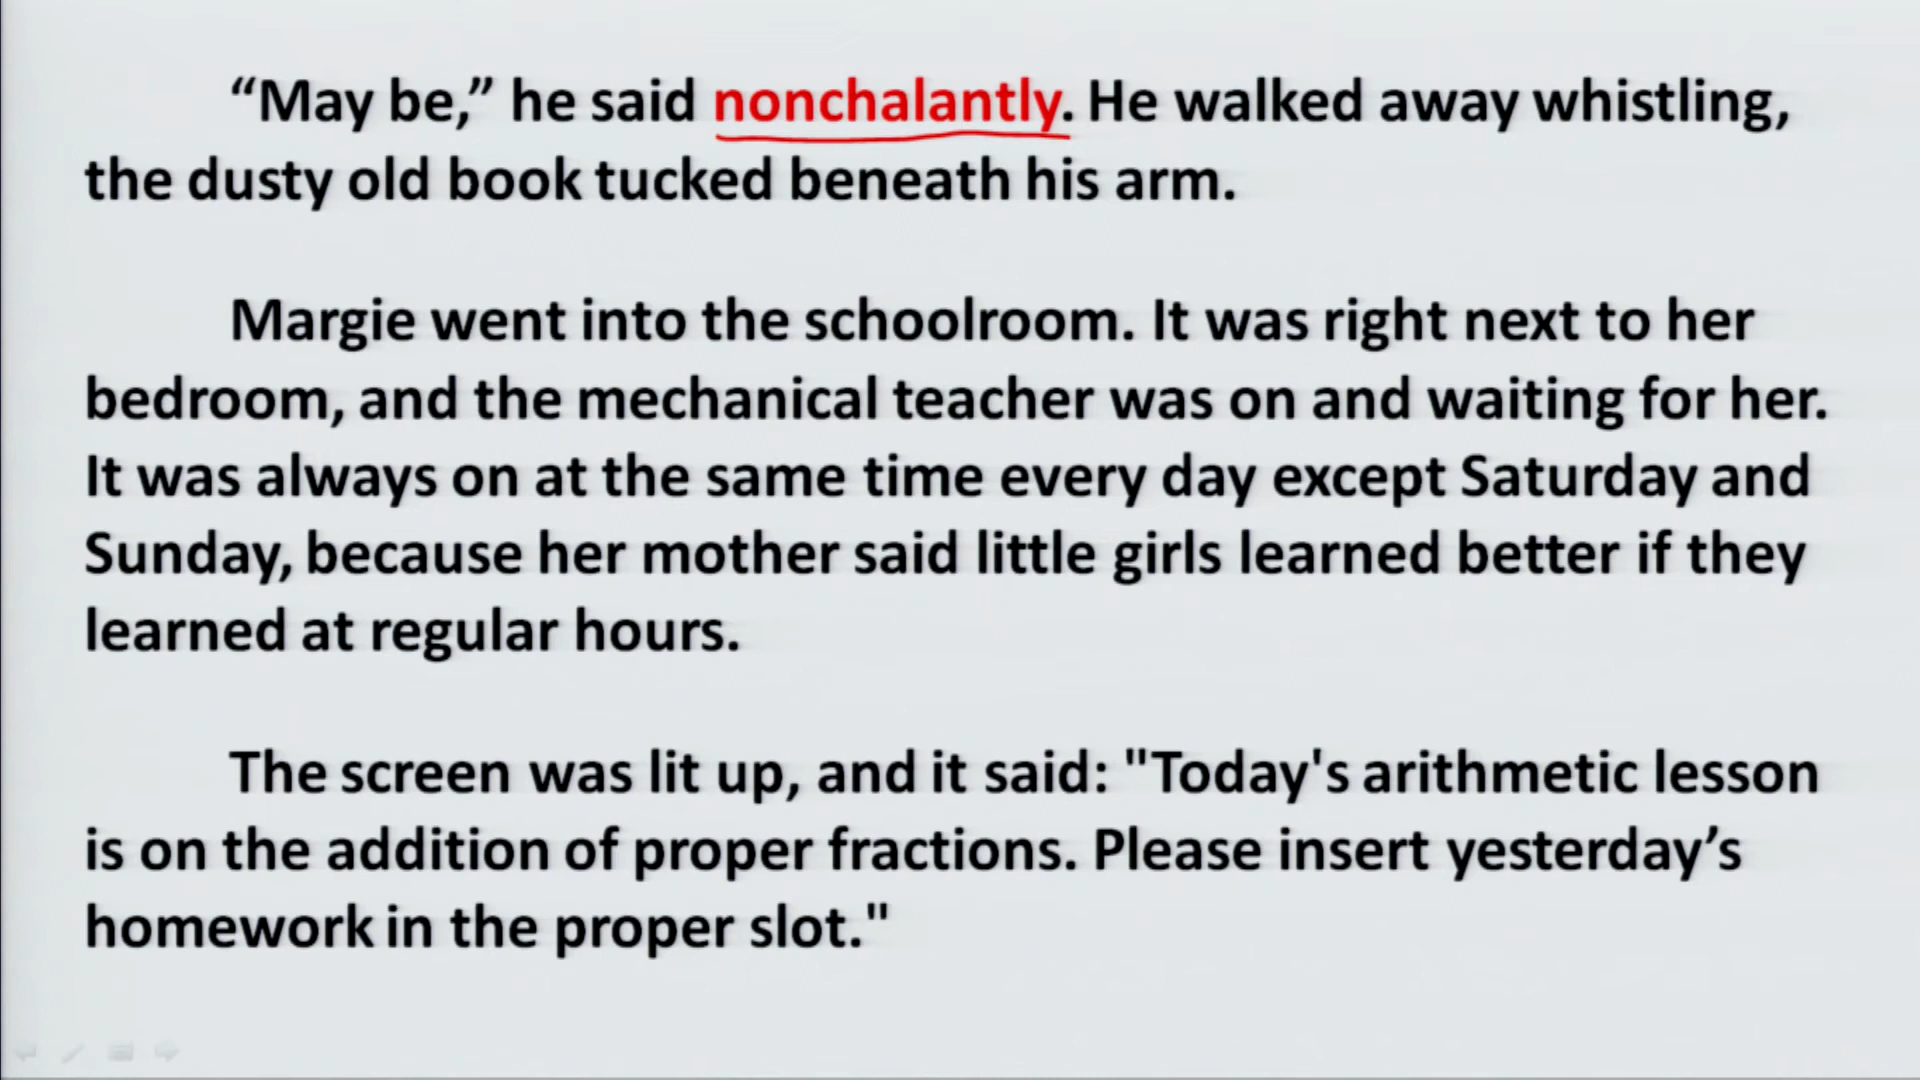 “May be,” he said nonchalantly. He walked away whistling,
the dusty old book tucked beneath his arm.
Margie went into the schoolroom. It was right next to her
bedroom, and the mechanical teacher was on and waiting for her.
It was always on at the same time every day except Saturday and
Sunday, because her mother said little girls learned better if they
learned at regular hours.
The screen was lit up, and it said: "Today's arithmetic lesson
is on the addition of proper fractions. Please insert yesterday’s
homework in the proper slot."